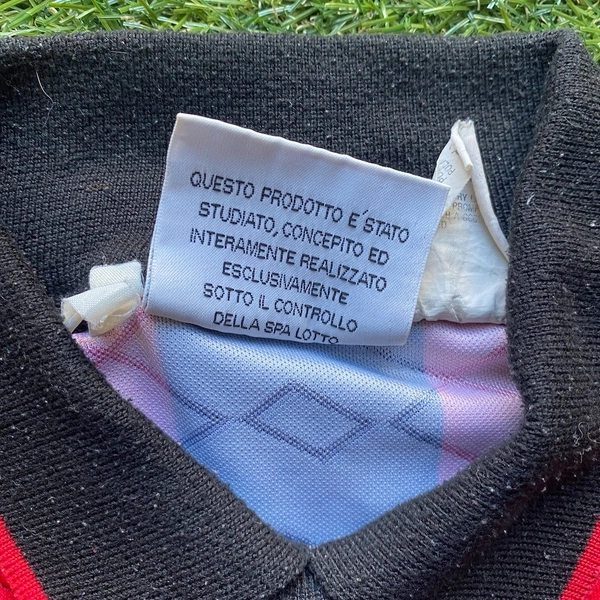 QUESTO PRODOTTO E´STATO
STUDIATO, CONCEPITO ED
INTERAMENTE REALIZZATO
ESCLUSIVAMENTE
SOTTO IL CONTROLLO
DELLA SPA LOTTO